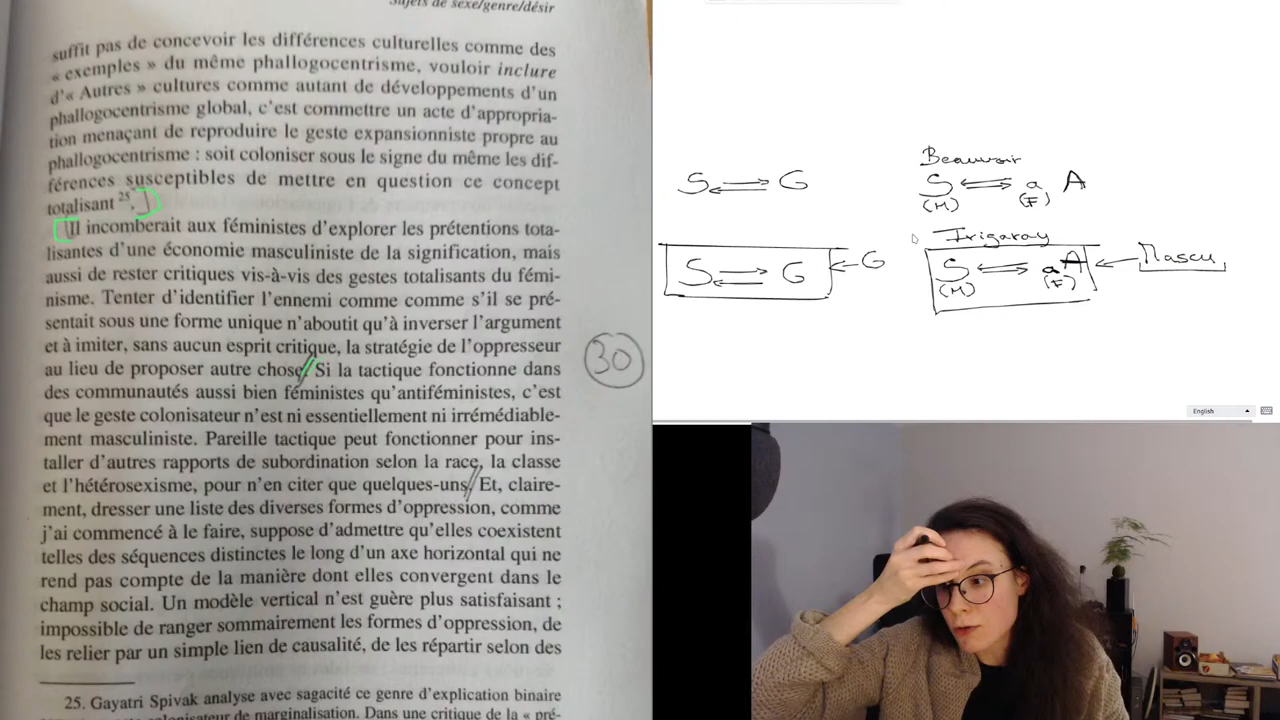 Sujets de sexe/genre/désir
suffit pas de concevoir les différences culturelles comme des
« exemples » du même phallogocentrisme, vouloir inclure
d'« Autres » cultures comme autant de développements d'un
phallogocentrisme global, c'est commettre un acte d'appropria-
tion menaçant de reproduire le geste expansionniste propre au
phallogocentrisme : soit coloniser sous le signe du même les dif-
férences susceptibles de mettre en question ce concept
totalisant 25.
Il incomberait aux féministes d'explorer les prétentions tota-
lisantes d'une économie masculiniste de la signification, mais
aussi de rester critiques vis-à-vis des gestes totalisants du fémi-
nisme. Tenter d'identifier l'ennemi comme comme s'il se pré-
sentait sous une forme unique n'aboutit qu'à inverser l'argument
et à imiter, sans aucun esprit critique, la stratégie de l'oppresseur
au lieu de proposer autre chose. Si la tactique fonctionne dans
des communautés aussi bien féministes qu'antiféministes, c'est
que le geste colonisateur n'est ni essentiellement ni irrémédiable-
ment masculiniste. Pareille tactique peut fonctionner pour ins-
taller d'autres rapports de subordination selon la race, la classe
et l'hétérosexisme, pour n'en citer que quelques-uns. Et, claire-
ment, dresser une liste des diverses formes d'oppression, comme
j'ai commencé à le faire, suppose d'admettre qu'elles coexistent
telles des séquences distinctes le long d'un axe horizontal qui ne
rend pas compte de la manière dont elles convergent dans le
champ social. Un modèle vertical n'est guère plus satisfaisant ;
impossible de ranger sommairement les formes d'oppression, de
les relier par un simple lien de causalité, de les répartir selon des
25. Gayatri Spivak analyse avec sagacité ce genre d'explication binaire
colonisateur de marginalisation. Dans une critique de la « pré-
30
S ⇄ G
S ⇄ G ← G
Beauvoir
S ⇄ a A
(M) (F)
Irigaray
S ⇄ a A ← Mascu
(M) (F)
English